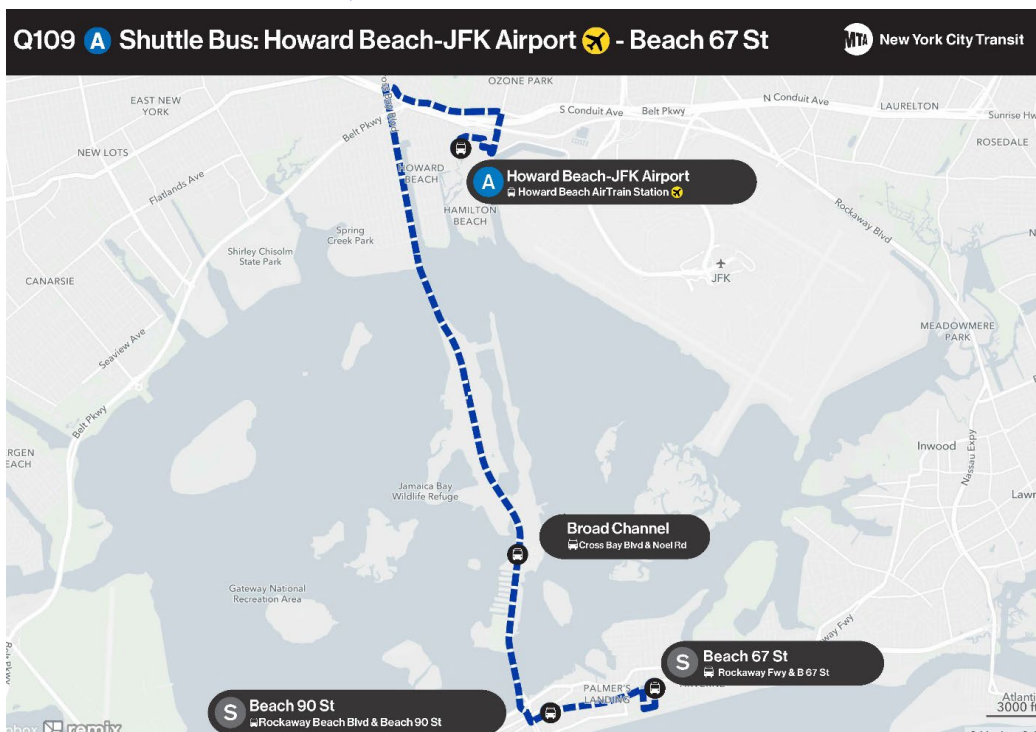 Q109 A Shuttle Bus: Howard Beach-JFK Airport - Beach 67 St
MTA New York City Transit
OZONE PARK
EAST NEW
YORK
N Conduit Ave
LAURELTON
S Conduit Ave
Belt Pkwy
Sunrise
Belt Pkwy
ROSEDALE
NEW LOTS
HOWARD
BEACH
A Howard Beach-JFK Airport
Howard Beach AirTrain Station
Flatlands Ave
HAMILTON
BEACH
Rockaway Blvd
Spring
Creek Park
Shirley Chisolm
State Park
CANARSIE
JFK
MEADOWMERE
PARK
Seaview Ave
Belt Pkwy
Inwood
Nassau Expy
Jamaica Bay
Wildlife Refuge
Broad Channel
Cross Bay Blvd & Noel Rd
Gateway National
Recreation Area
S Beach 67 St
Rockaway Fwy & B 67 St
PALMER'S
LANDING
S Beach 90 St
Rockaway Beach Blvd & Beach 90 St
3000 ft
remix